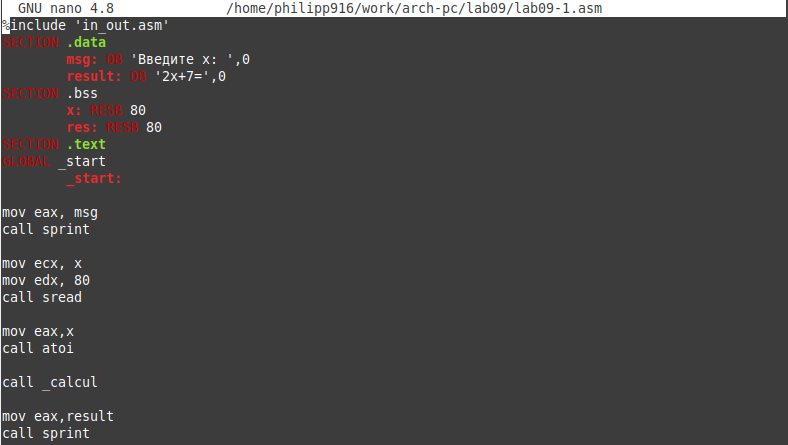 GNU nano 4.8 /home/philipp916/work/arch-pc/lab09/lab09-1.asm
%include 'in_out.asm'
SECTION .data
msg: DB 'Введите x: ',0
result: DB '2x+7=',0
SECTION .bss
x: RESB 80
res: RESB 80
SECTION .text
GLOBAL _start
_start:
mov eax, msg
call sprint
mov ecx, x
mov edx, 80
call sread
mov eax,x
call atoi
call _calcul
mov eax,result
call sprint